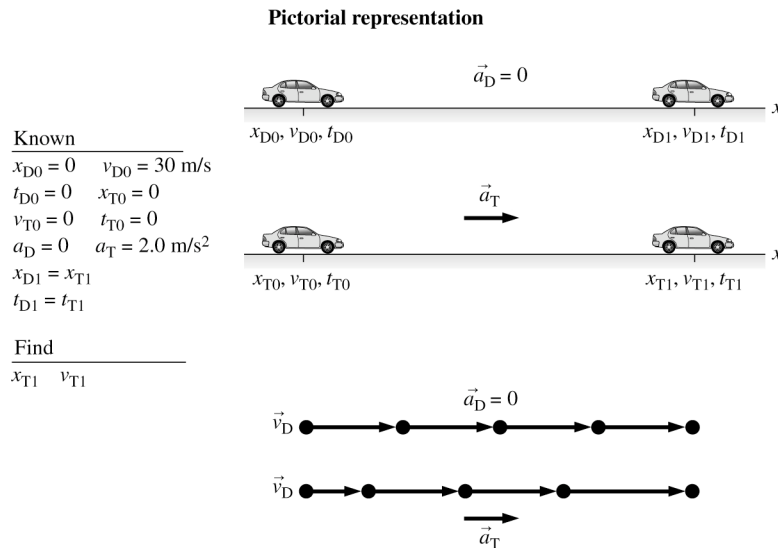 Pictorial representation
a⃗D = 0
x
xD0, vD0, tD0
xD1, vD1, tD1
Known
xD0 = 0 vD0 = 30 m/s
tD0 = 0 xT0 = 0
vT0 = 0 tT0 = 0
aD = 0 aT = 2.0 m/s²
xD1 = xT1
tD1 = tT1
a⃗T
x
xT0, vT0, tT0
xT1, vT1, tT1
Find
xT1 vT1
a⃗D = 0
v⃗D
v⃗D
a⃗T